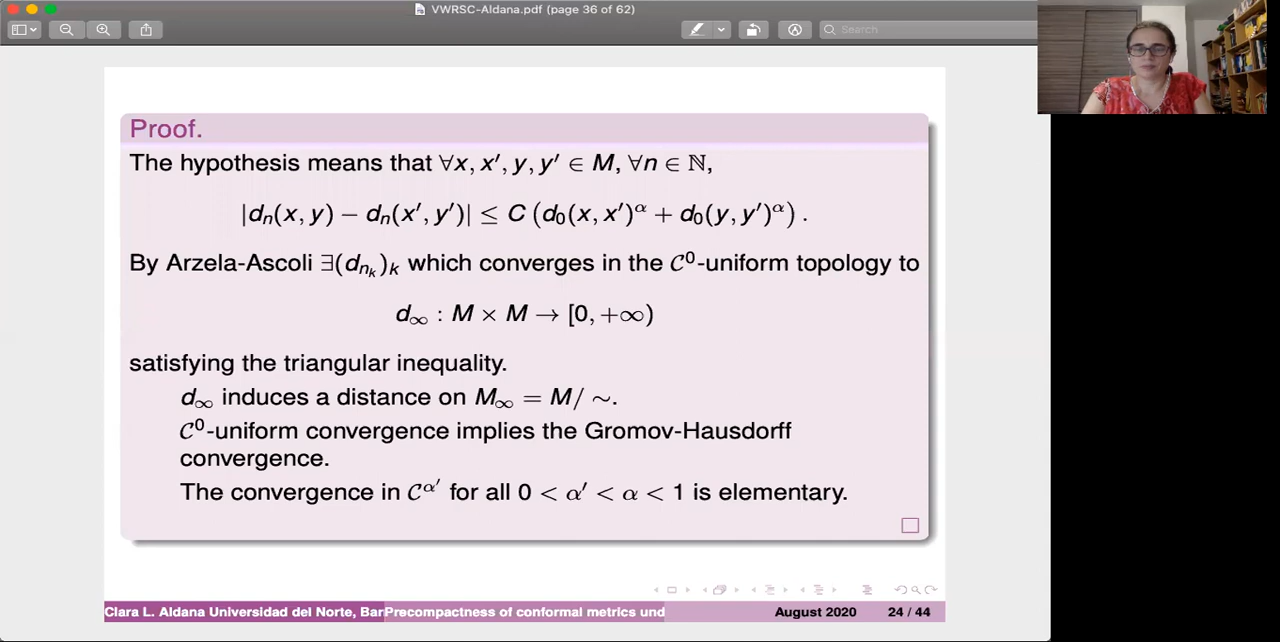 VWRSC-Aldana.pdf (page 36 of 62)
Search
Proof.
The hypothesis means that ∀x, x′, y, y′ ∈ M, ∀n ∈ ℕ,
|dₙ(x, y) − dₙ(x′, y′)| ≤ C (d₀(x, x′)^α + d₀(y, y′)^α) .
By Arzela-Ascoli ∃(d_{n_k})_k which converges in the 𝒞⁰-uniform topology to
d_∞ : M × M → [0, +∞)
satisfying the triangular inequality.
d_∞ induces a distance on M_∞ = M/ ∼.
𝒞⁰-uniform convergence implies the Gromov-Hausdorff
convergence.
The convergence in 𝒞^{α′} for all 0 < α′ < α < 1 is elementary.
Clara L. Aldana Universidad del Norte, Bar Precompactness of conformal metrics und August 2020 24 / 44